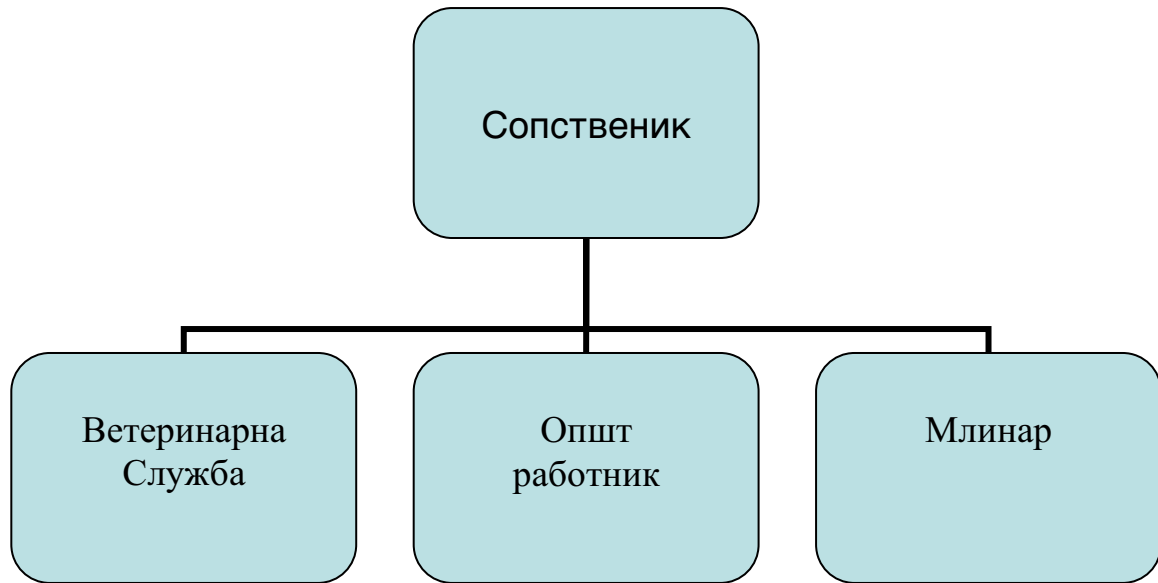 Сопственик
Ветеринарна
Служба
Општ
работник
Млинар